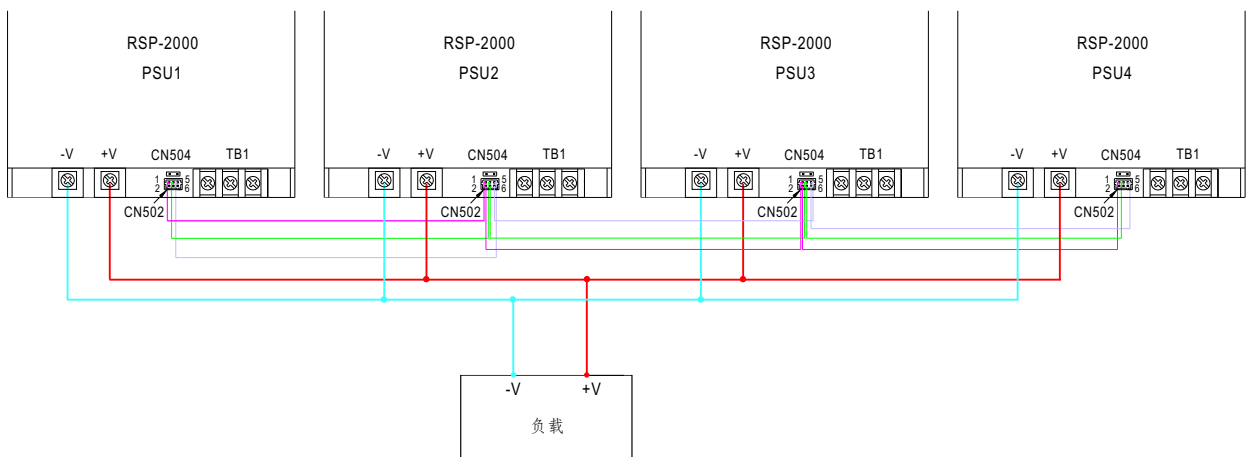 RSP-2000 RSP-2000 RSP-2000 RSP-2000
PSU1 PSU2 PSU3 PSU4
-V +V CN504 TB1 -V +V CN504 TB1 -V +V CN504 TB1 -V +V CN504 TB1
1 5 1 5 1 5 1 5
2 6 2 6 2 6 2 6
CN502 CN502 CN502 CN502
-V +V
负载